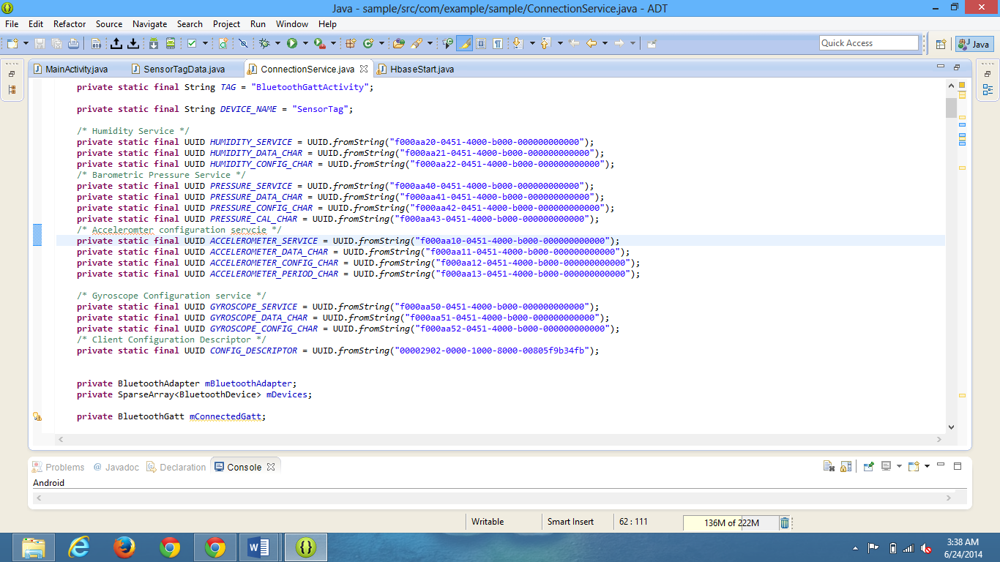 Java - sample/src/com/example/sample/ConnectionService.java - ADT
File Edit Refactor Source Navigate Search Project Run Window Help
Quick Access
Java
MainActivity.java SensorTagData.java ConnectionService.java HbaseStart.java
private static final String TAG = "BluetoothGattActivity";
private static final String DEVICE_NAME = "SensorTag";
/* Humidity Service */
private static final UUID HUMIDITY_SERVICE = UUID.fromString("f000aa20-0451-4000-b000-000000000000");
private static final UUID HUMIDITY_DATA_CHAR = UUID.fromString("f000aa21-0451-4000-b000-000000000000");
private static final UUID HUMIDITY_CONFIG_CHAR = UUID.fromString("f000aa22-0451-4000-b000-000000000000");
/* Barometric Pressure Service */
private static final UUID PRESSURE_SERVICE = UUID.fromString("f000aa40-0451-4000-b000-000000000000");
private static final UUID PRESSURE_DATA_CHAR = UUID.fromString("f000aa41-0451-4000-b000-000000000000");
private static final UUID PRESSURE_CONFIG_CHAR = UUID.fromString("f000aa42-0451-4000-b000-000000000000");
private static final UUID PRESSURE_CAL_CHAR = UUID.fromString("f000aa43-0451-4000-b000-000000000000");
/* Acceleromter configuration servcie */
private static final UUID ACCELEROMETER_SERVICE = UUID.fromString("f000aa10-0451-4000-b000-000000000000");
private static final UUID ACCELEROMETER_DATA_CHAR = UUID.fromString("f000aa11-0451-4000-b000-000000000000");
private static final UUID ACCELEROMETER_CONFIG_CHAR = UUID.fromString("f000aa12-0451-4000-b000-000000000000");
private static final UUID ACCELEROMETER_PERIOD_CHAR = UUID.fromString("f000aa13-0451-4000-b000-000000000000");
/* Gyroscope Configuration service */
private static final UUID GYROSCOPE_SERVICE = UUID.fromString("f000aa50-0451-4000-b000-000000000000");
private static final UUID GYROSCOPE_DATA_CHAR = UUID.fromString("f000aa51-0451-4000-b000-000000000000");
private static final UUID GYROSCOPE_CONFIG_CHAR = UUID.fromString("f000aa52-0451-4000-b000-000000000000");
/* Client Configuration Descriptor */
private static final UUID CONFIG_DESCRIPTOR = UUID.fromString("00002902-0000-1000-8000-00805f9b34fb");
private BluetoothAdapter mBluetoothAdapter;
private SparseArray<BluetoothDevice> mDevices;
private BluetoothGatt mConnectedGatt;
Problems @ Javadoc Declaration Console
Android
Writable Smart Insert 62 : 111 136M of 222M
3:38 AM
6/24/2014